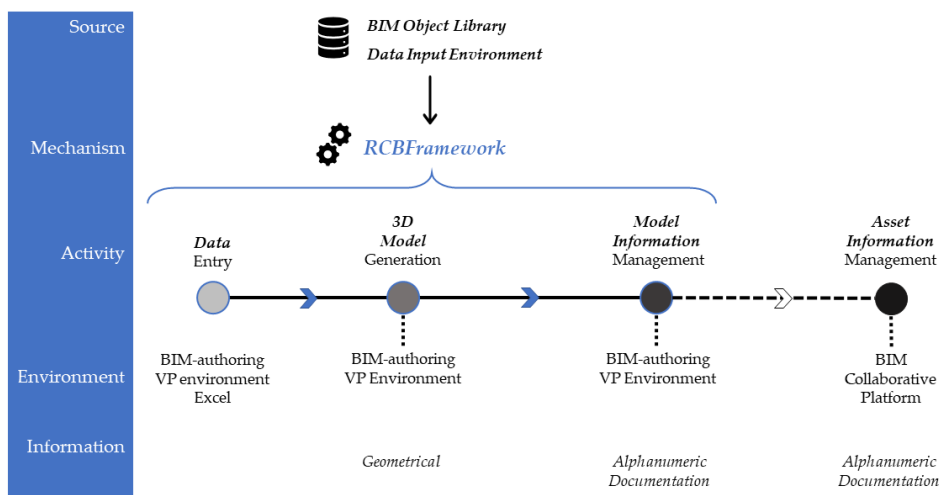 Source
BIM Object Library
Data Input Environment
Mechanism
RCBFramework
Activity
Data
Entry
3D
Model
Generation
Model
Information
Management
Asset
Information
Management
Environment
BIM-authoring
VP environment
Excel
BIM-authoring
VP Environment
BIM-authoring
VP Environment
BIM
Collaborative
Platform
Information
Geometrical
Alphanumeric
Documentation
Alphanumeric
Documentation